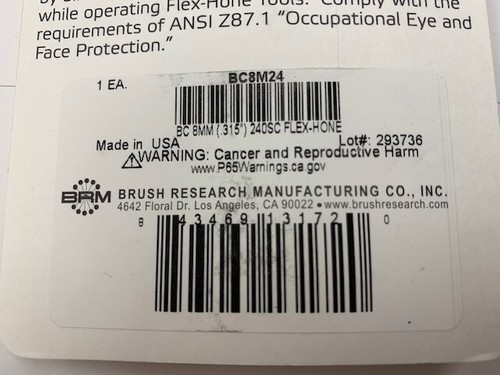 while operating Flex-Hone Tools. Comply with the
requirements of ANSI Z87.1 "Occupational Eye and
Face Protection."
1 EA.
BC8M24
BC 8MM (.315") 240SC FLEX-HONE
Made in USA Lot#: 293736
WARNING: Cancer and Reproductive Harm
www.P65Warnings.ca.gov
BRM BRUSH RESEARCH MANUFACTURING CO., INC.
4642 Floral Dr. Los Angeles, CA 90022 • www.brushresearch.com
8 43469 13172 0